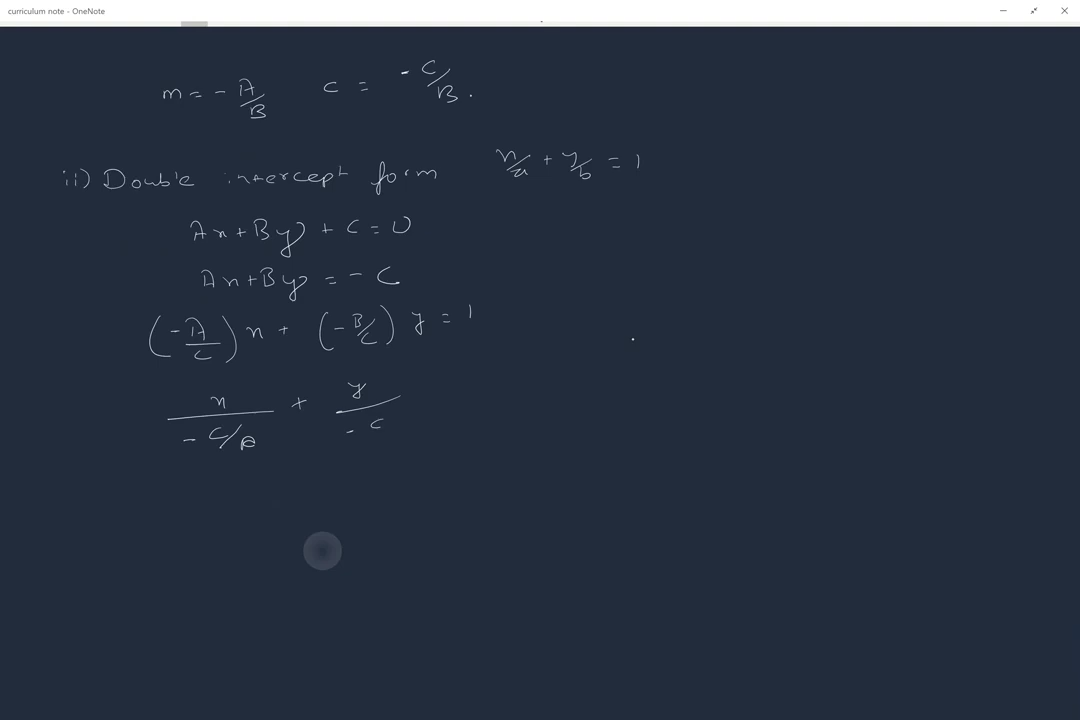 curriculum note - OneNote
m = - A/B c = - C/B.
ii) Double intercept form x/a + y/b = 1
Ax + By + C = 0
Ax + By = - C
(-A/C) x + (-B/C) y = 1
x/(-C/A) + y/(-C